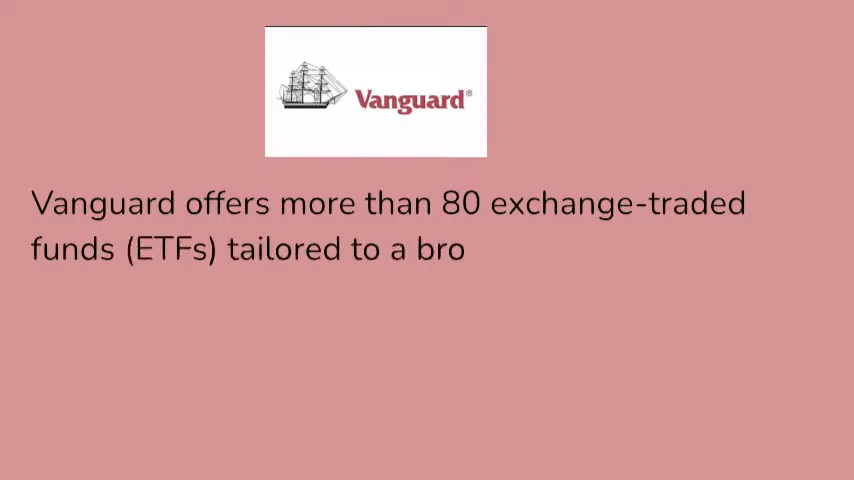 Vanguard®
Vanguard offers more than 80 exchange-traded
funds (ETFs) tailored to a bro